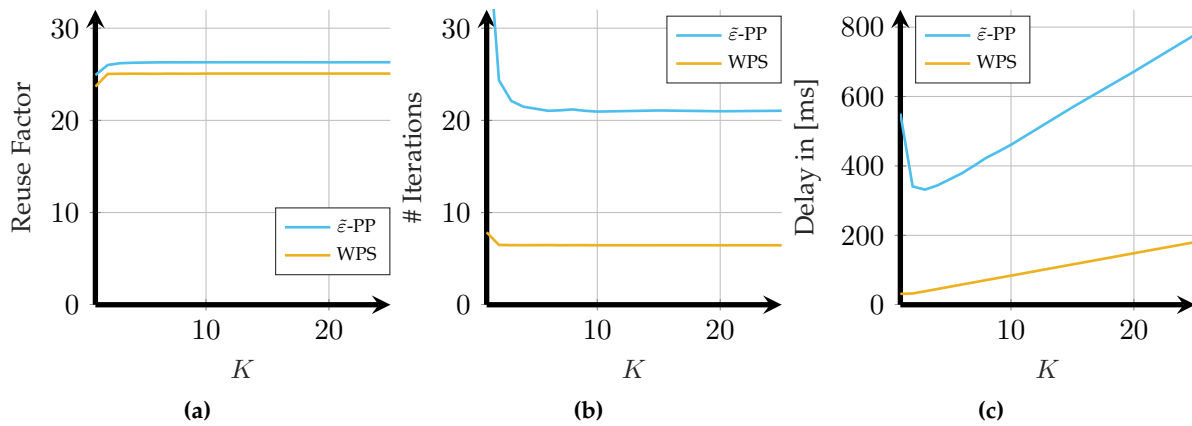 Reuse Factor
30
20
10
0
10
20
K
ε̃-PP
WPS
(a)
# Iterations
30
20
10
0
10
20
K
ε̃-PP
WPS
(b)
Delay in [ms]
800
600
400
200
0
10
20
K
ε̃-PP
WPS
(c)